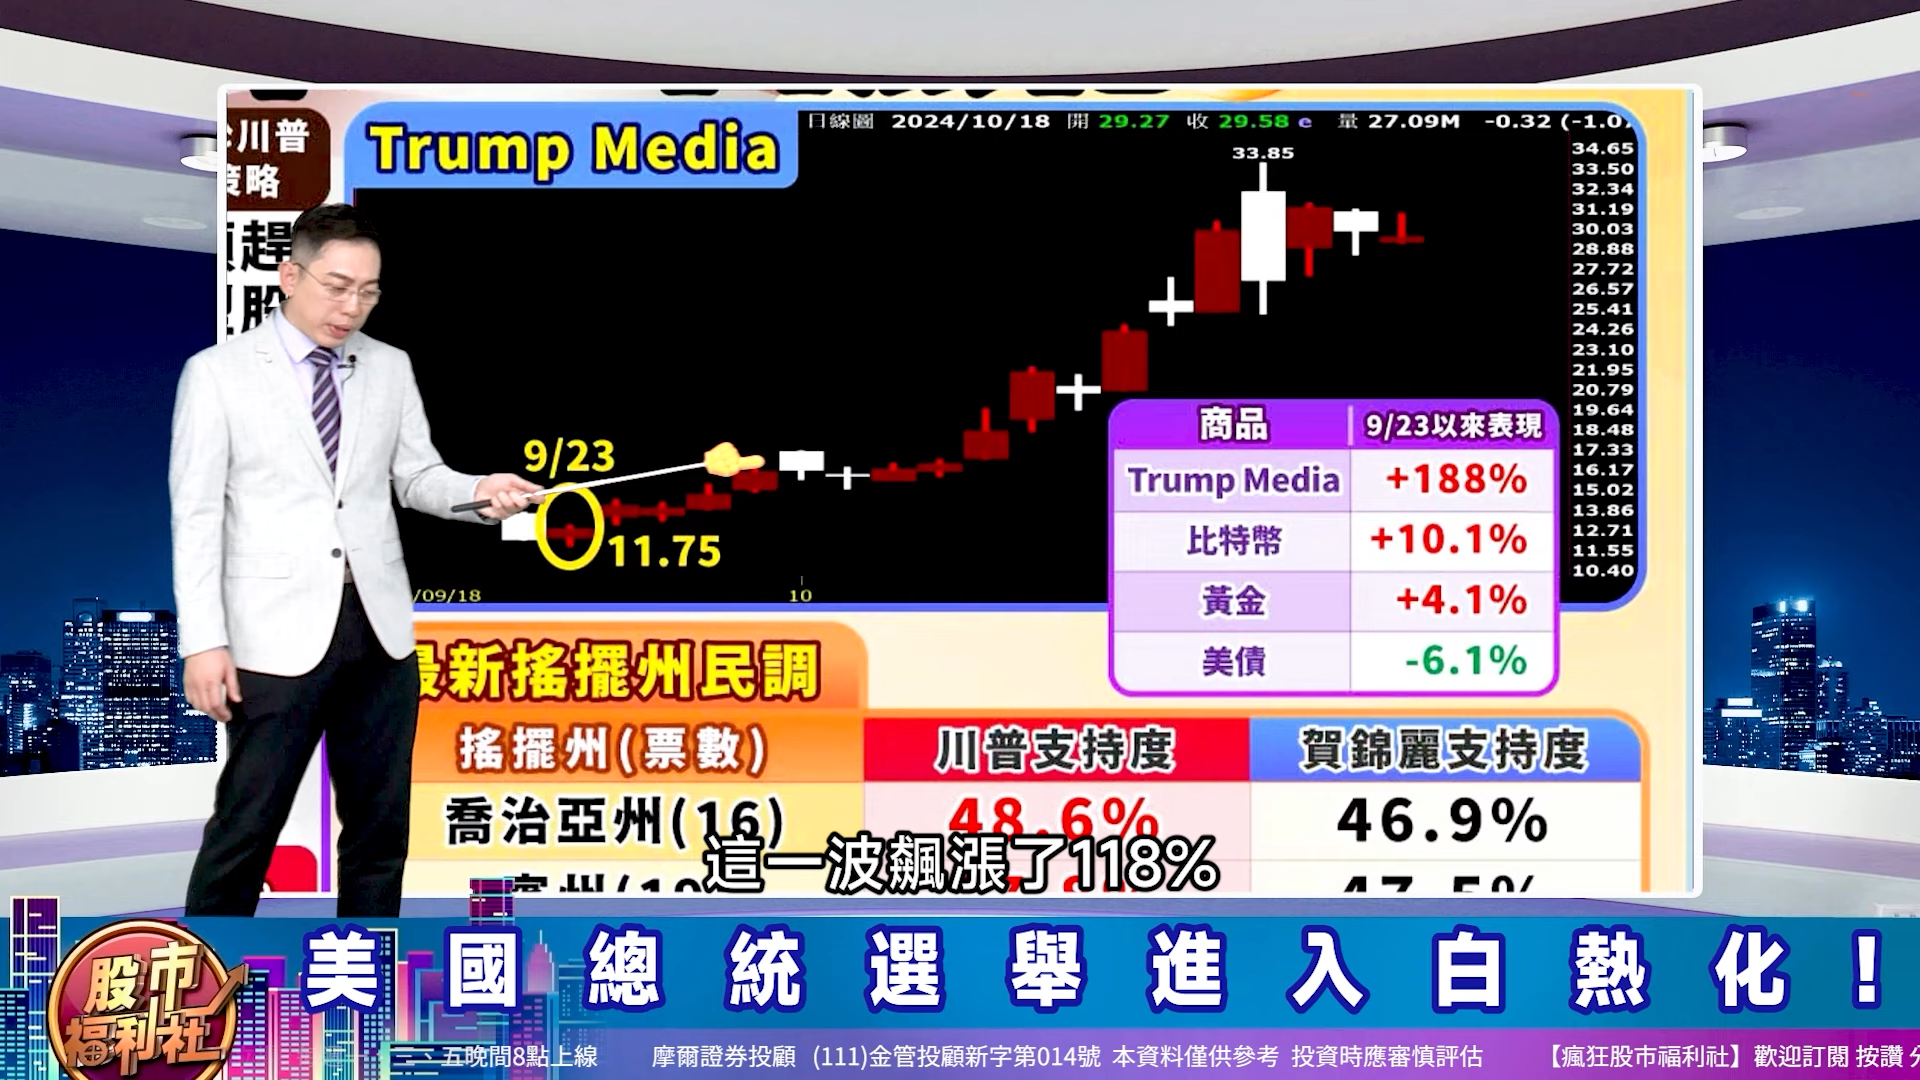 川普
策略
Trump Media
日線圖 2024/10/18 開 29.27 收 29.58 e 量 27.09M -0.32 (-1.07
33.85
34.65
33.50
32.34
31.19
30.03
28.88
27.72
26.57
25.41
24.26
23.10
21.95
20.79
19.64
18.48
17.33
16.17
15.02
13.86
12.71
11.55
10.40
9/23
11.75
/09/18
10
商品 9/23以來表現
Trump Media +188%
比特幣 +10.1%
黃金 +4.1%
美債 -6.1%
最新搖擺州民調
搖擺州(票數) 川普支持度 賀錦麗支持度
喬治亞州(16) 48.6% 46.9%
47.5%
這一波飆漲了118%
美國總統選舉進入白熱化!
股市
福利社
五晚間8點上線 摩爾證券投顧 (111)金管投顧新字第014號 本資料僅供參考 投資時應審慎評估 【瘋狂股市福利社】歡迎訂閱 按讚